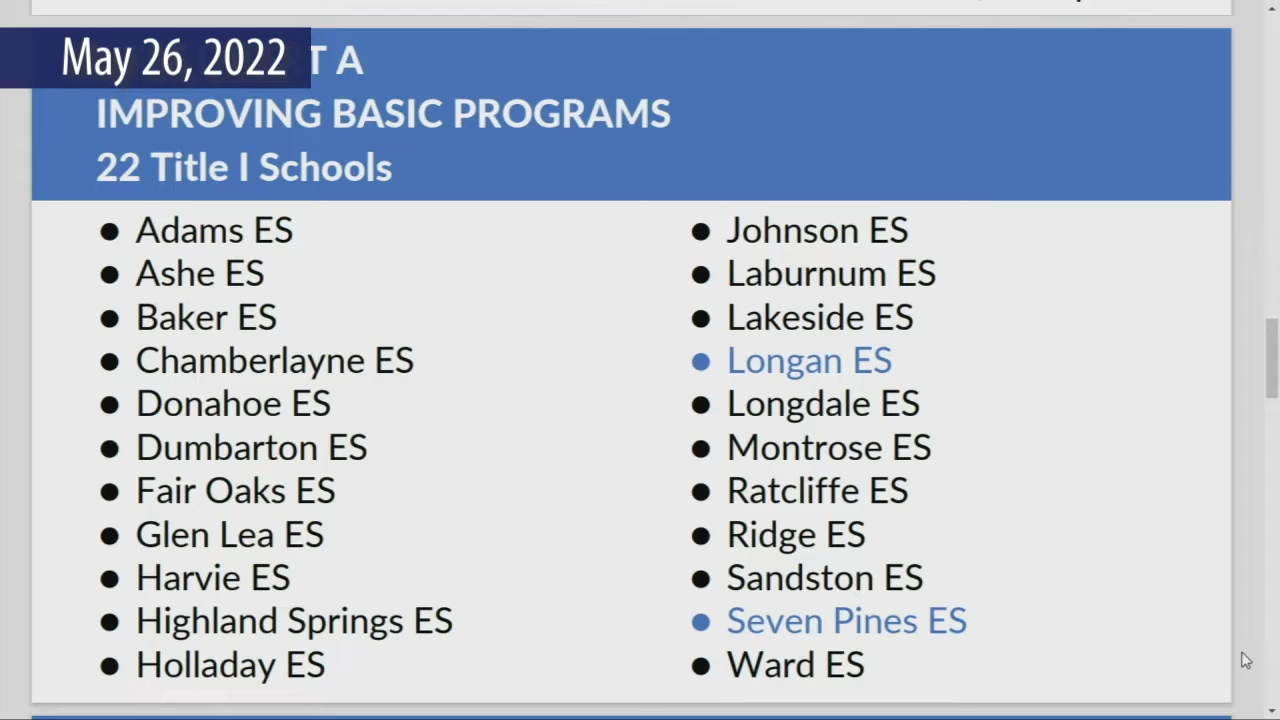 May 26, 2022
T A
IMPROVING BASIC PROGRAMS
22 Title I Schools
● Adams ES
● Ashe ES
● Baker ES
● Chamberlayne ES
● Donahoe ES
● Dumbarton ES
● Fair Oaks ES
● Glen Lea ES
● Harvie ES
● Highland Springs ES
● Holladay ES
● Johnson ES
● Laburnum ES
● Lakeside ES
● Longan ES
● Longdale ES
● Montrose ES
● Ratcliffe ES
● Ridge ES
● Sandston ES
● Seven Pines ES
● Ward ES